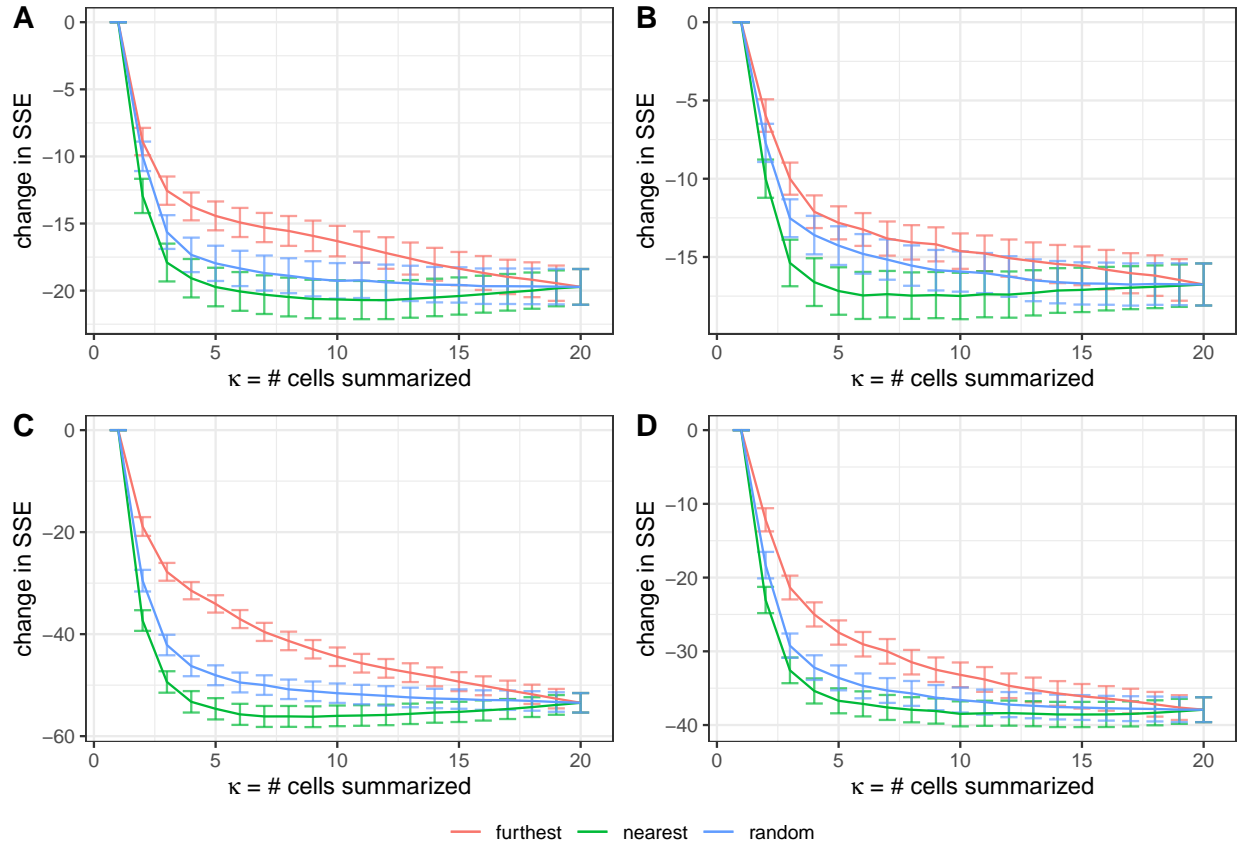 A
0
−5
−10
−15
−20
change in SSE
0 5 10 15 20
κ = # cells summarized
B
0
−5
−10
−15
change in SSE
0 5 10 15 20
κ = # cells summarized
C
0
−20
−40
−60
change in SSE
0 5 10 15 20
κ = # cells summarized
D
0
−10
−20
−30
−40
change in SSE
0 5 10 15 20
κ = # cells summarized
furthest nearest random